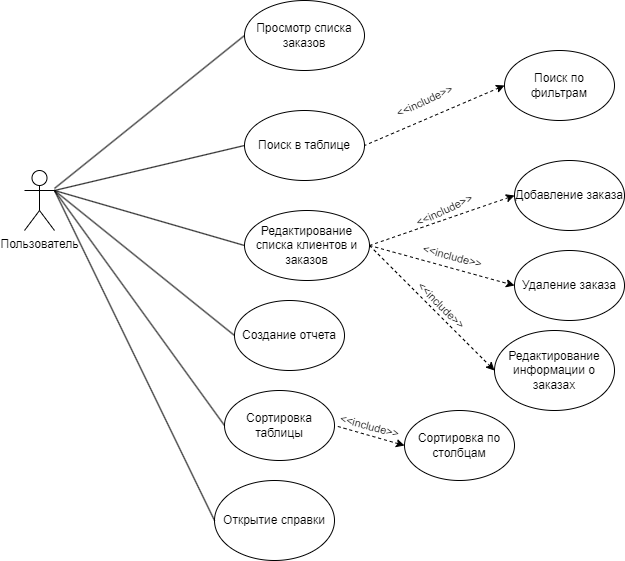 Просмотр списка
заказов
Поиск по
фильтрам
<<include>>
Поиск в таблице
Добавление заказа
<<include>>
Пользователь
Редактирование
списка клиентов и
заказов
<<include>>
Удаление заказа
<<include>>
Создание отчета
Редактирование
информации о
заказах
Сортировка
таблицы
<<include>>
Сортировка по
столбцам
Открытие справки